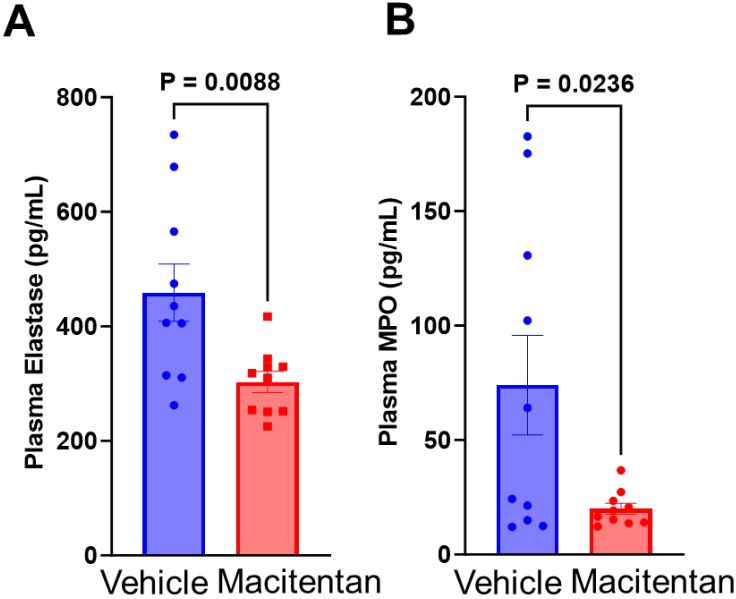 A
P = 0.0088
Plasma Elastase (pg/mL)
800
600
400
200
0
Vehicle Macitentan
B
P = 0.0236
Plasma MPO (pg/mL)
200
150
100
50
0
Vehicle Macitentan